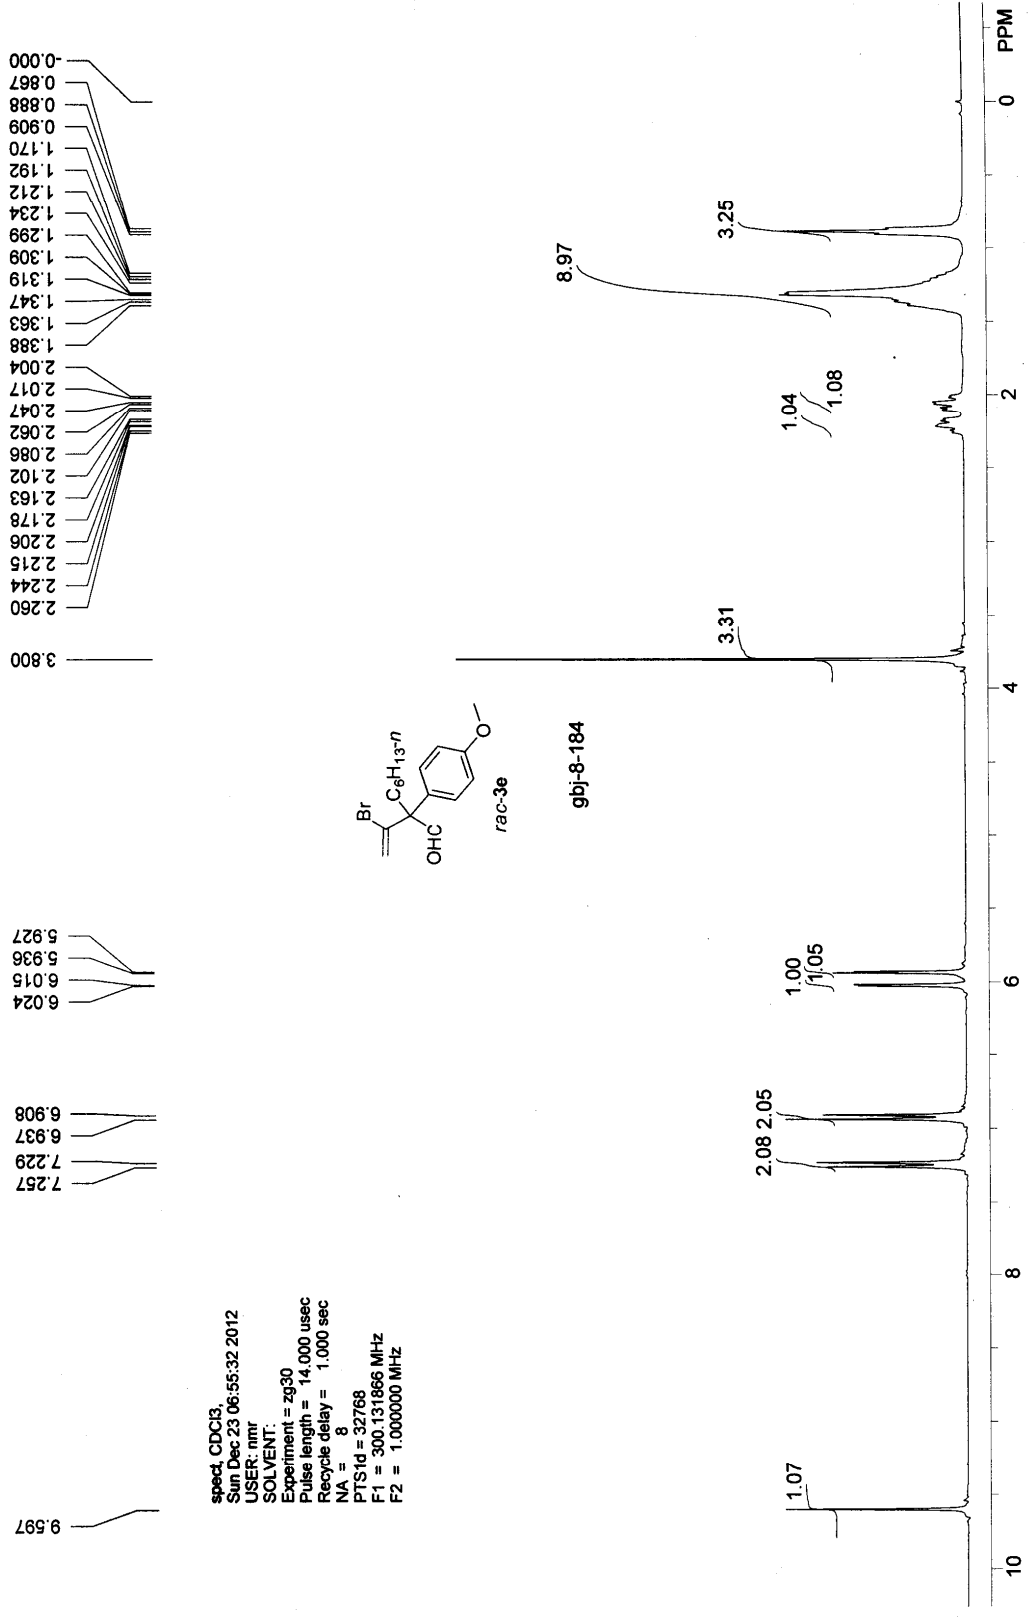 -0.000
0.867
0.888
0.909
1.170
1.192
1.212
1.234
1.299
1.309
1.319
1.347
1.363
1.388
2.004
2.017
2.047
2.062
2.086
2.102
2.163
2.178
2.206
2.215
2.244
2.260
3.800
5.927
5.936
6.015
6.024
6.908
6.937
7.229
7.257
9.597
spect, CDCl3,
Sun Dec 23 06:55:32 2012
USER: nmr
SOLVENT:
Experiment = zg30
Pulse length = 14.000 usec
Recycle delay = 1.000 sec
NA = 8
PTS1d = 32768
F1 = 300.131866 MHz
F2 = 1.000000 MHz
Br
C6H13-n
OHC
O
rac-3e
gbj-8-184
1.07
2.08
2.05
1.00
1.05
3.31
1.04
1.08
8.97
3.25
10
8
6
4
2
0
PPM